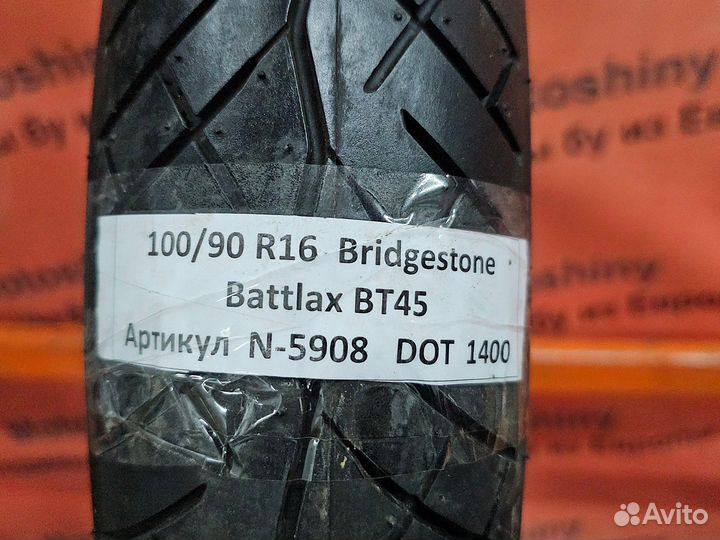 100/90 R16 Bridgestone
Battlax BT45
Артикул N-5908 DOT 1400
Avito